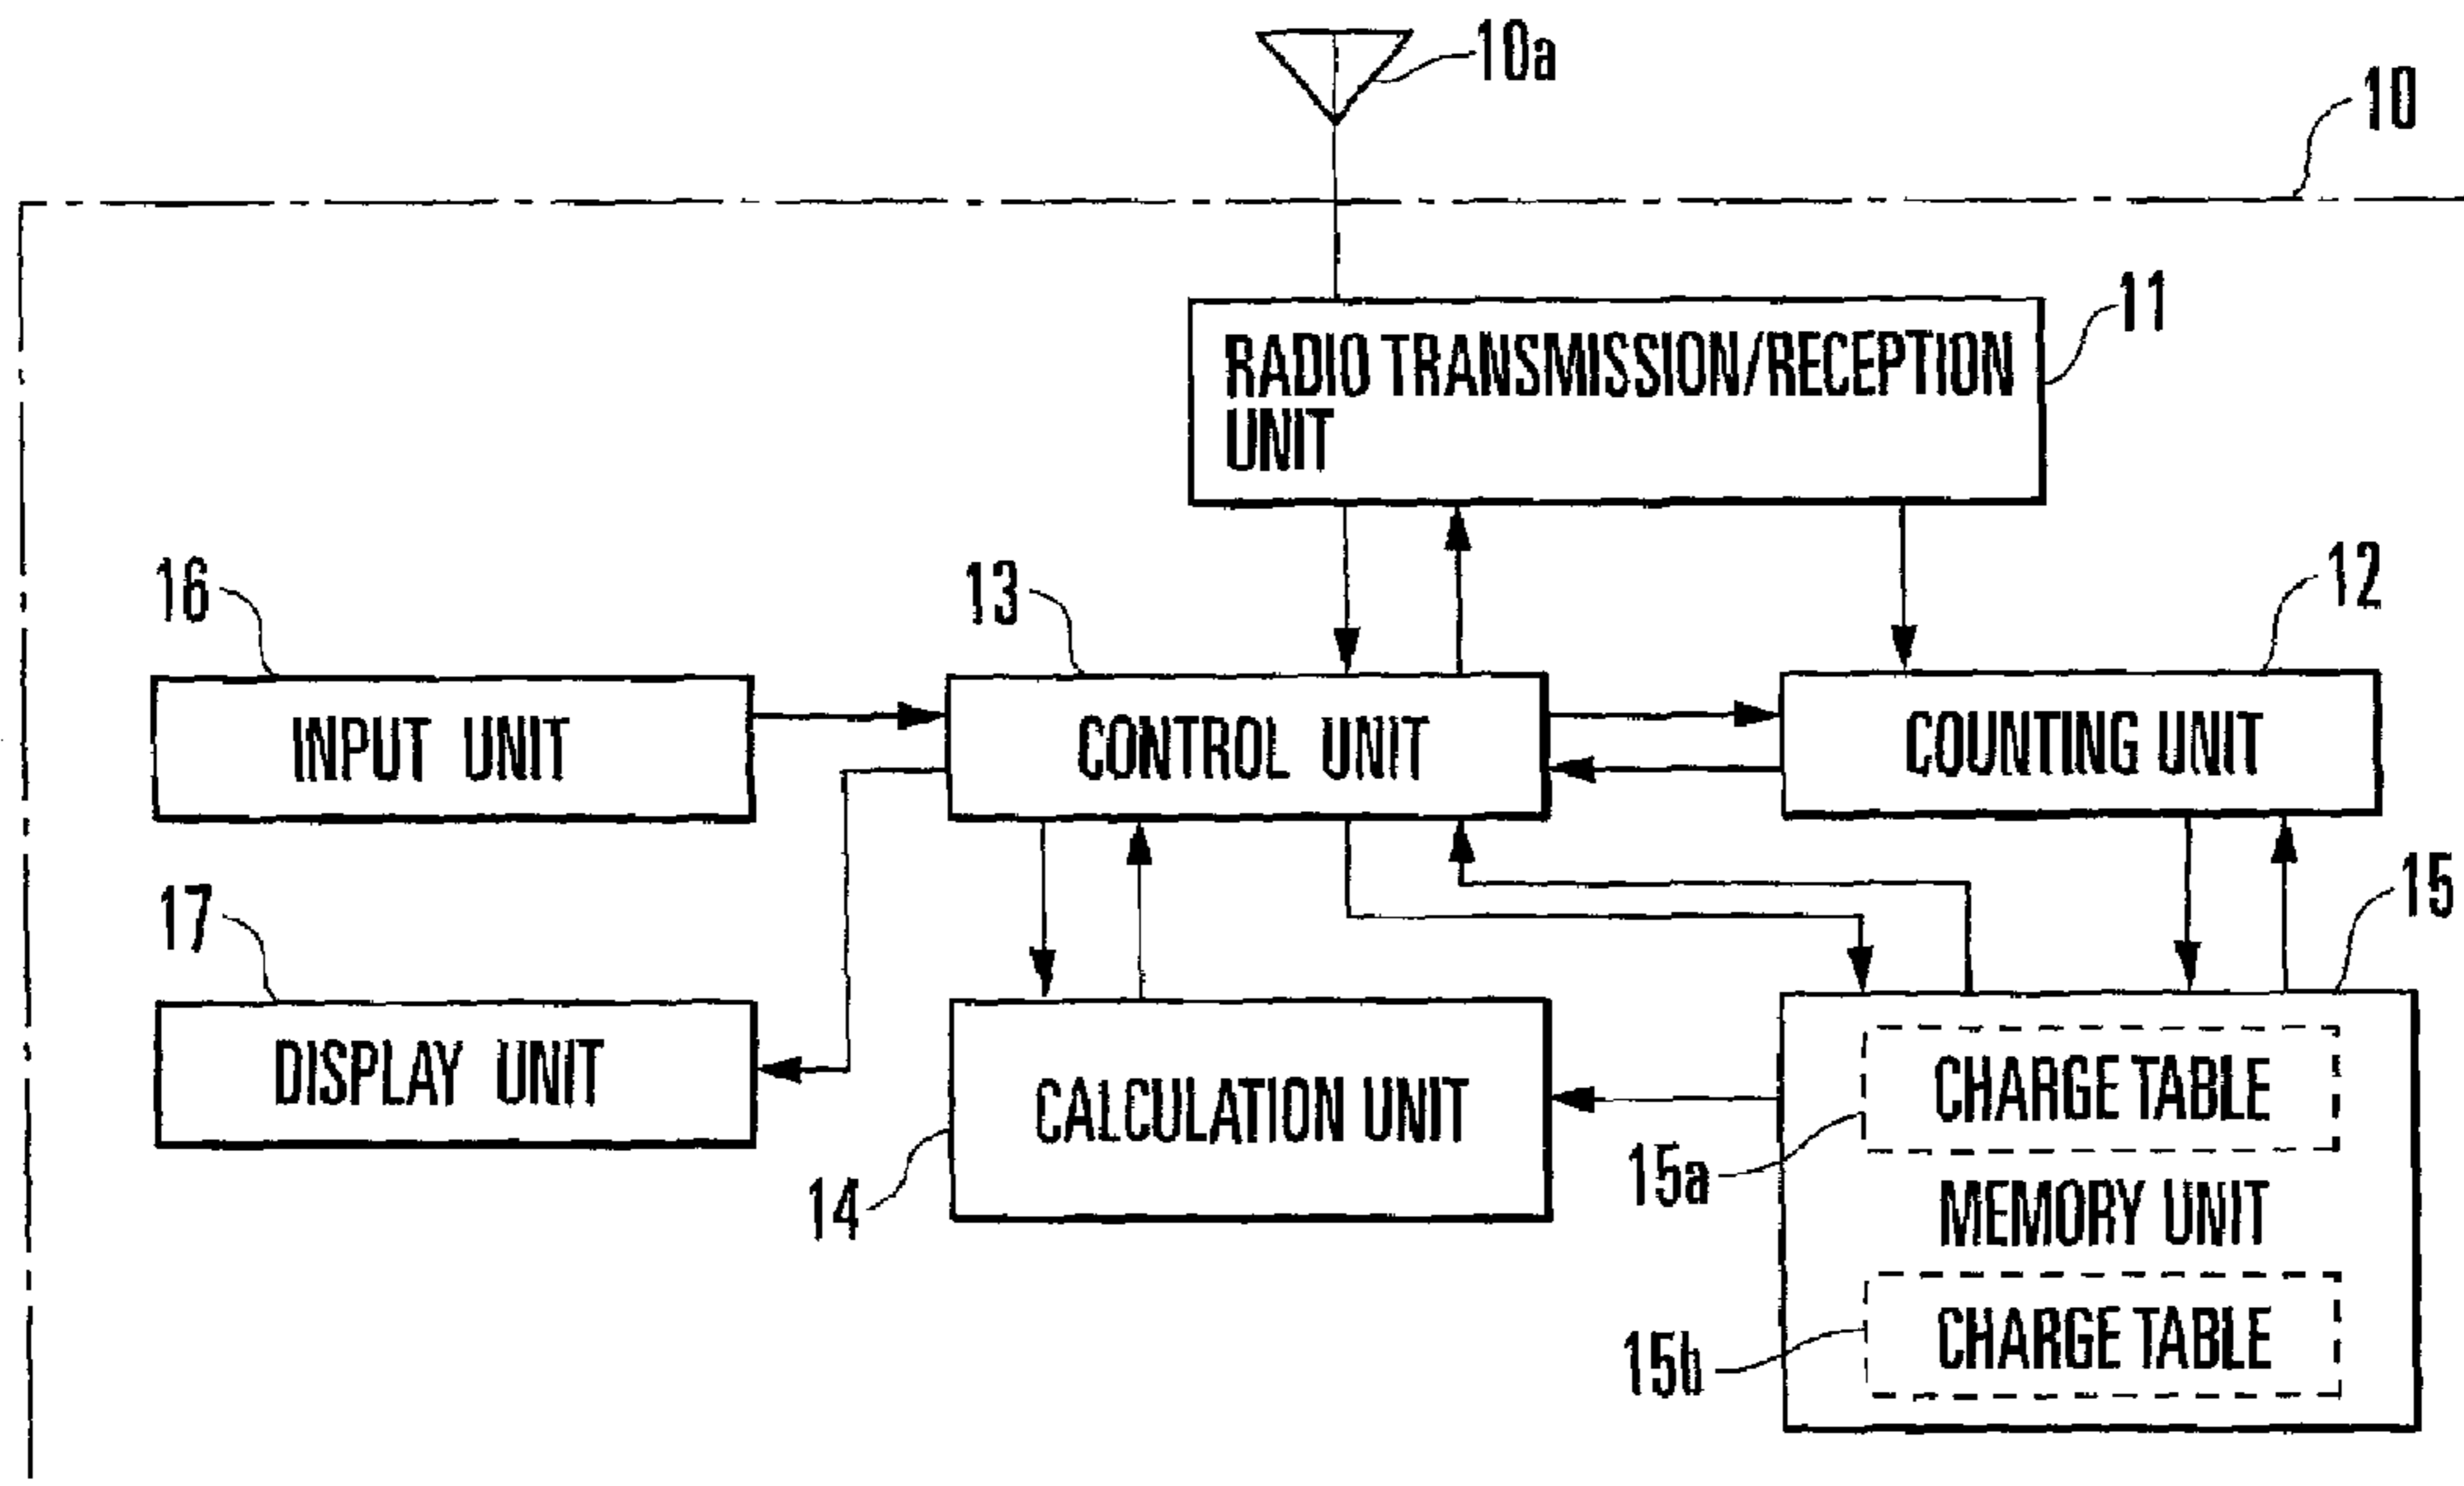 10a
10
11
RADIO TRANSMISSION/RECEPTION
UNIT
16
13
12
INPUT UNIT
CONTROL UNIT
COUNTING UNIT
17
15
DISPLAY UNIT
CALCULATION UNIT
CHARGE TABLE
14
15a
MEMORY UNIT
15b
CHARGE TABLE